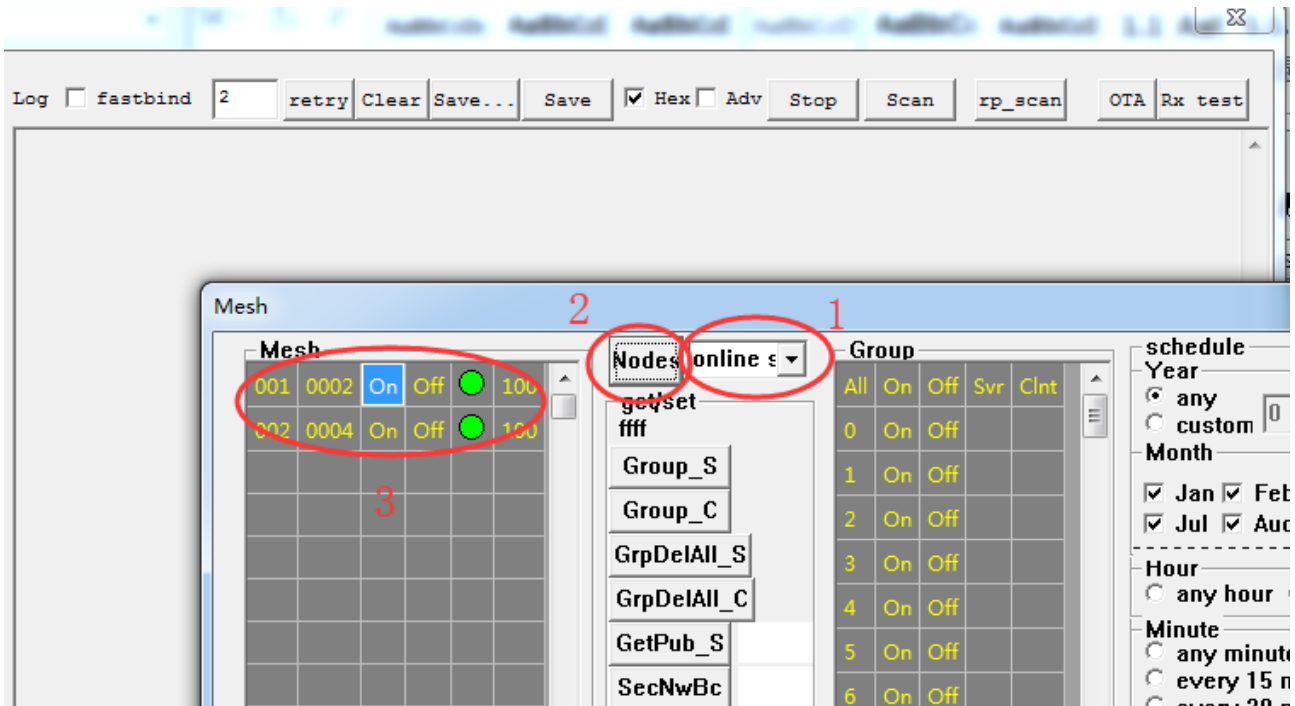 Log fastbind 2 retry Clear Save... Save Hex Adv Stop Scan rp_scan OTA Rx test
Mesh
2
1
Mesh
001 0002 On Off 100
002 0004 On Off 100
3
Nodes online s
get/set
ffff
Group_S
Group_C
GrpDelAll_S
GrpDelAll_C
GetPub_S
SecNwBc
Group
All On Off Svr Clnt
0 On Off
1 On Off
2 On Off
3 On Off
4 On Off
5 On Off
6 On Off
schedule
Year
any
custom 0
Month
Jan Feb
Jul Aug
Hour
any hour
Minute
any minute
every 15 m